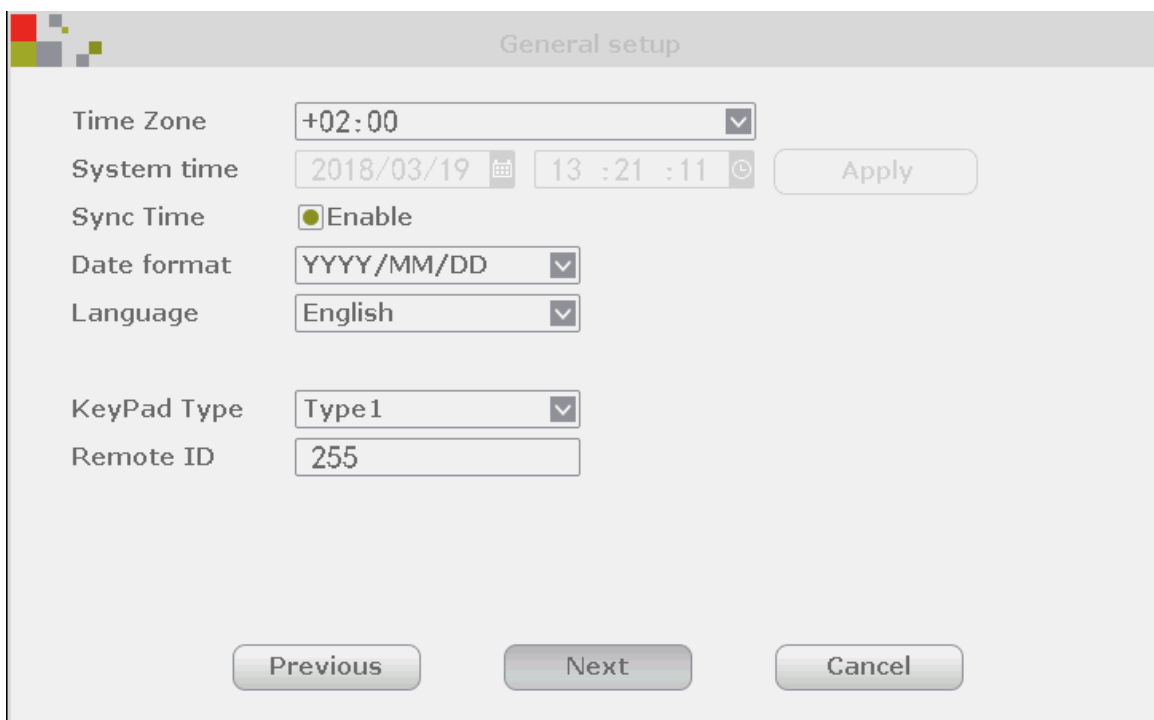 General setup
Time Zone +02:00
System time 2018/03/19 13 :21 :11 Apply
Sync Time Enable
Date format YYYY/MM/DD
Language English
KeyPad Type Type1
Remote ID 255
Previous Next Cancel